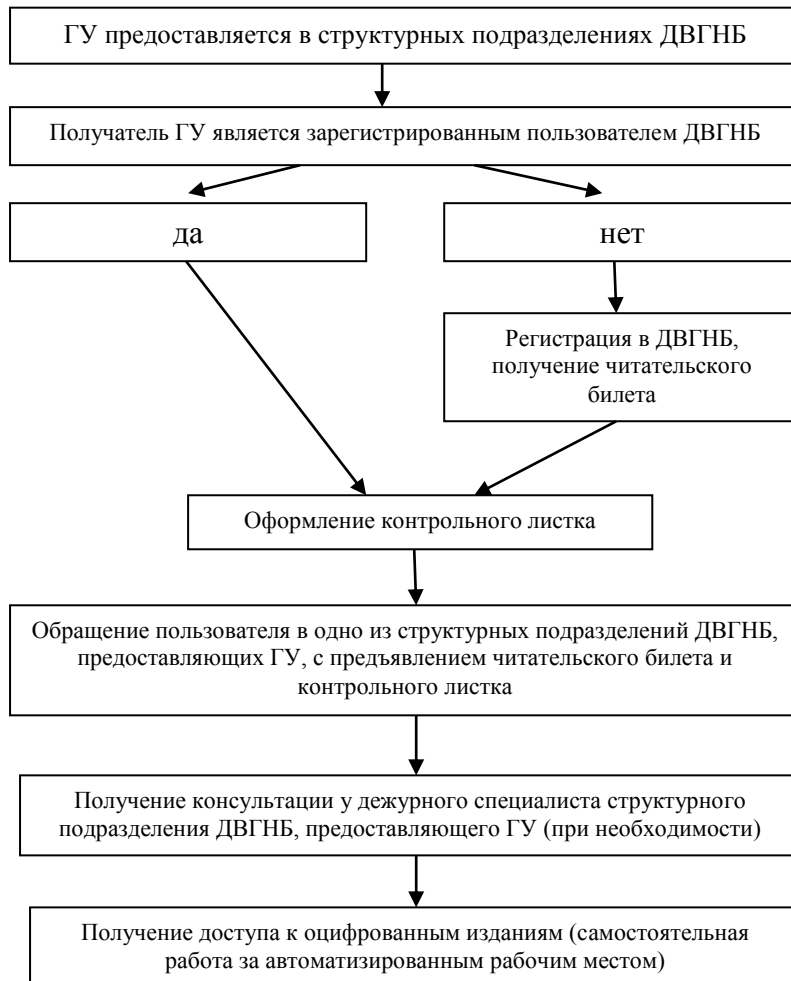 ГУ предоставляется в структурных подразделениях ДВГНБ
Получатель ГУ является зарегистрированным пользователем ДВГНБ
да
нет
Регистрация в ДВГНБ,
получение читательского
билета
Оформление контрольного листка
Обращение пользователя в одно из структурных подразделений ДВГНБ,
предоставляющих ГУ, с предъявлением читательского билета и
контрольного листка
Получение консультации у дежурного специалиста структурного
подразделения ДВГНБ, предоставляющего ГУ (при необходимости)
Получение доступа к оцифрованным изданиям (самостоятельная
работа за автоматизированным рабочим местом)